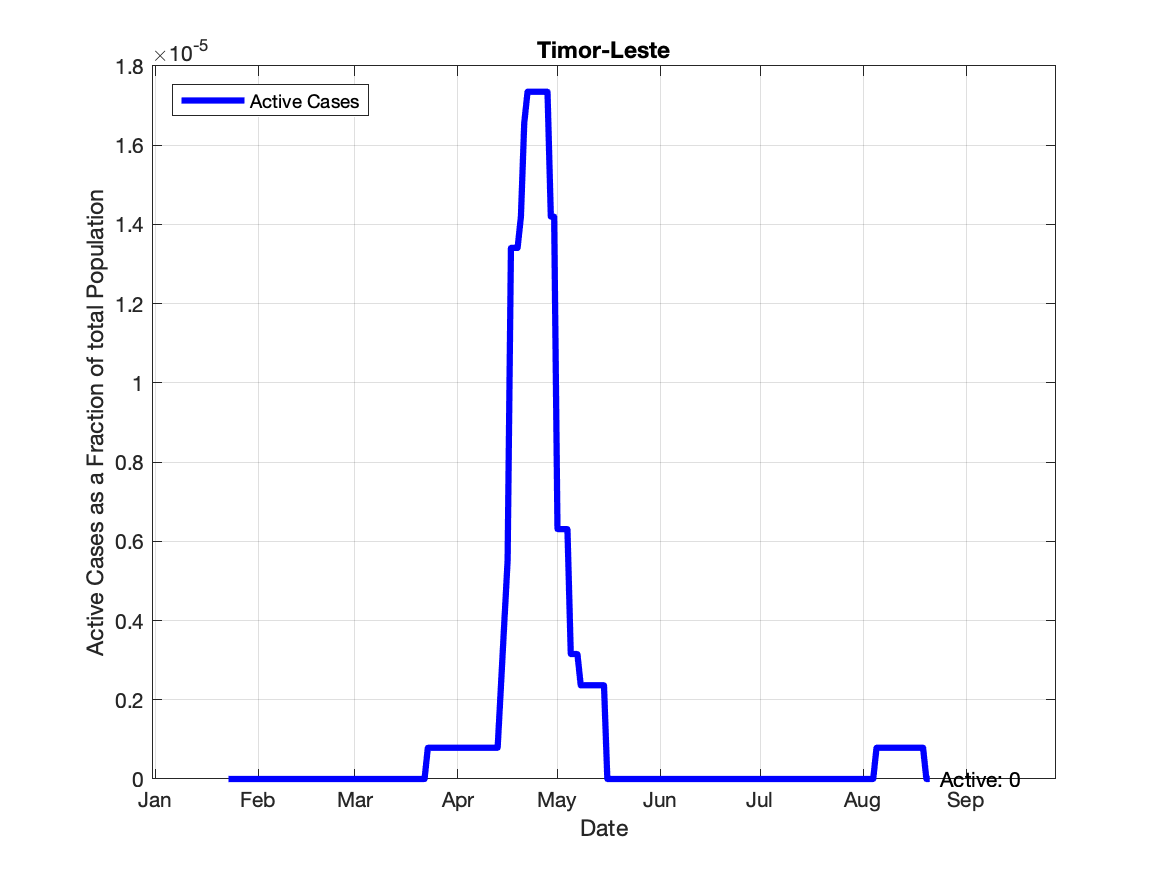 Timor-Leste
×10-5
1.8
1.6
1.4
1.2
1
0.8
0.6
0.4
0.2
0
Active Cases
Active Cases as a Fraction of total Population
Active: 0
Jan Feb Mar Apr May Jun Jul Aug Sep
Date